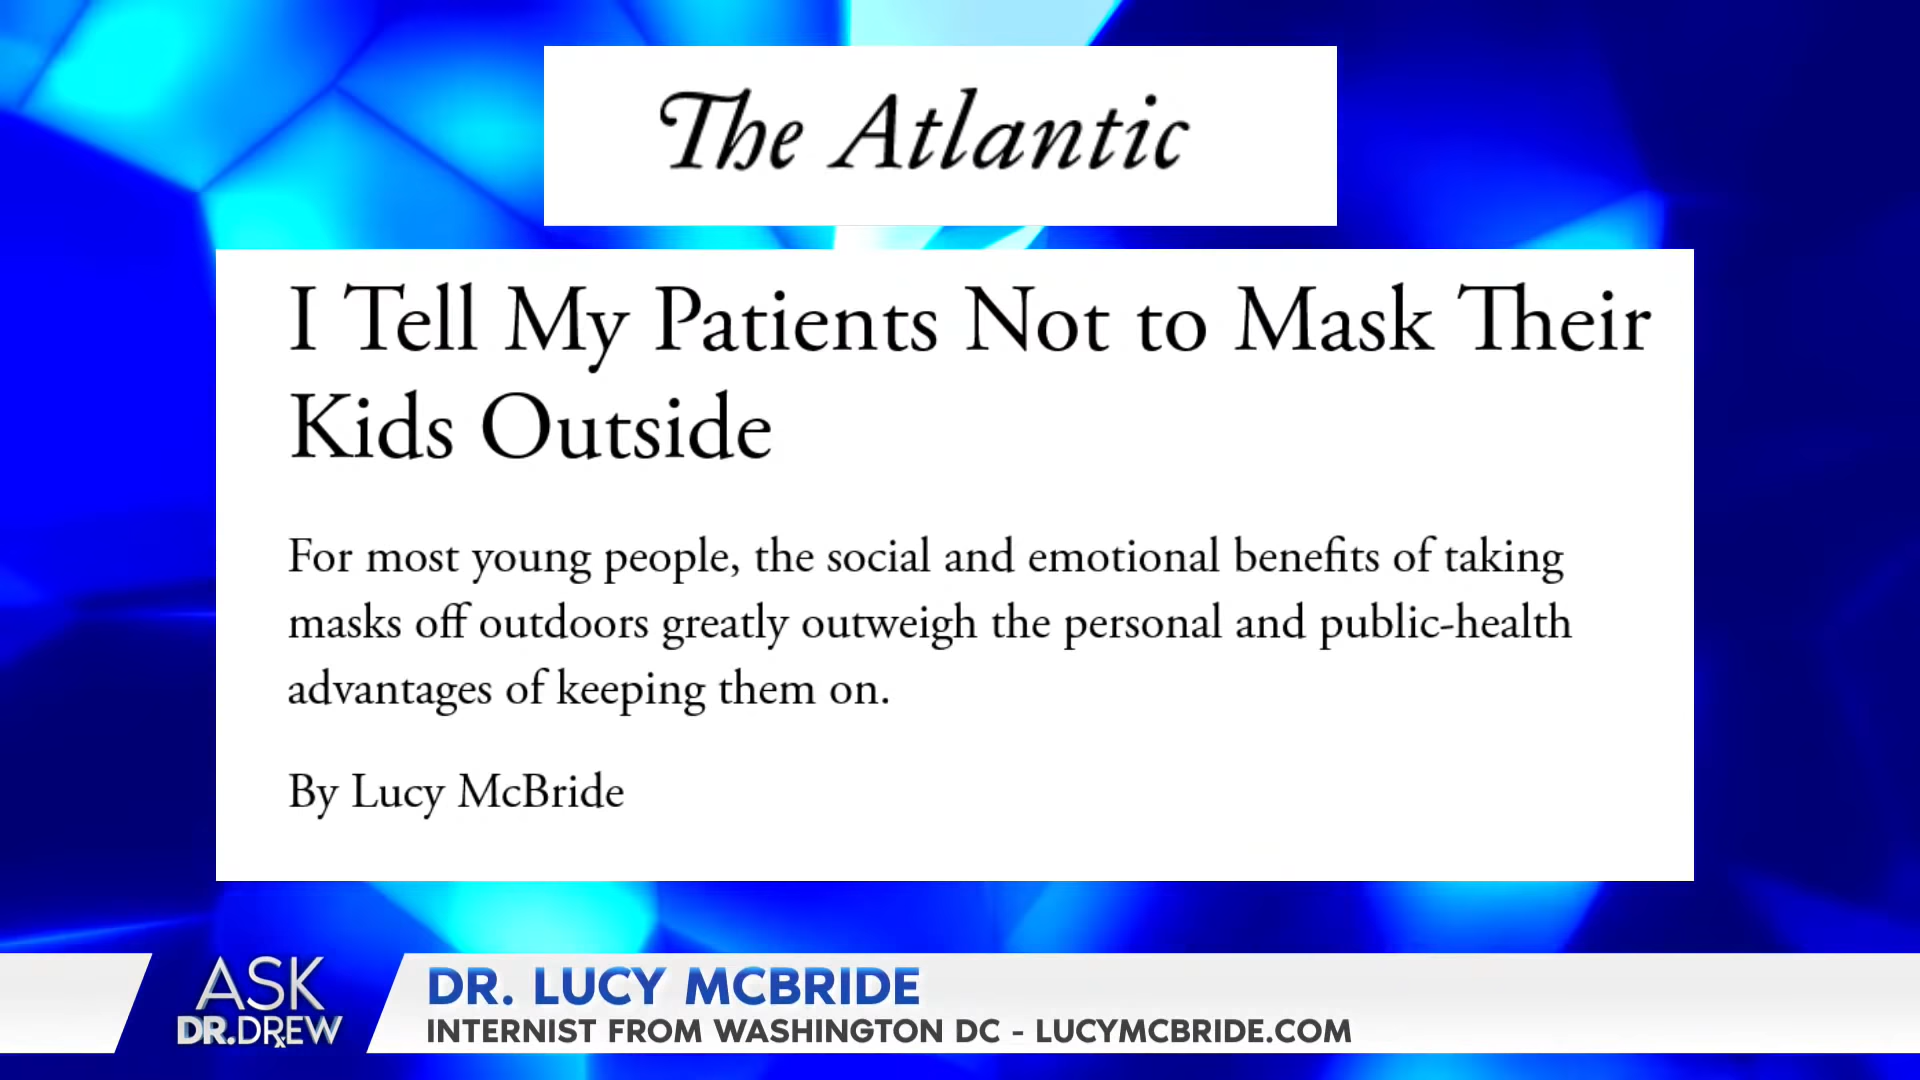 The Atlantic
I Tell My Patients Not to Mask Their
Kids Outside
For most young people, the social and emotional benefits of taking
masks off outdoors greatly outweigh the personal and public-health
advantages of keeping them on.
By Lucy McBride
ASK
DR.DREW
DR. LUCY MCBRIDE
INTERNIST FROM WASHINGTON DC - LUCYMCBRIDE.COM